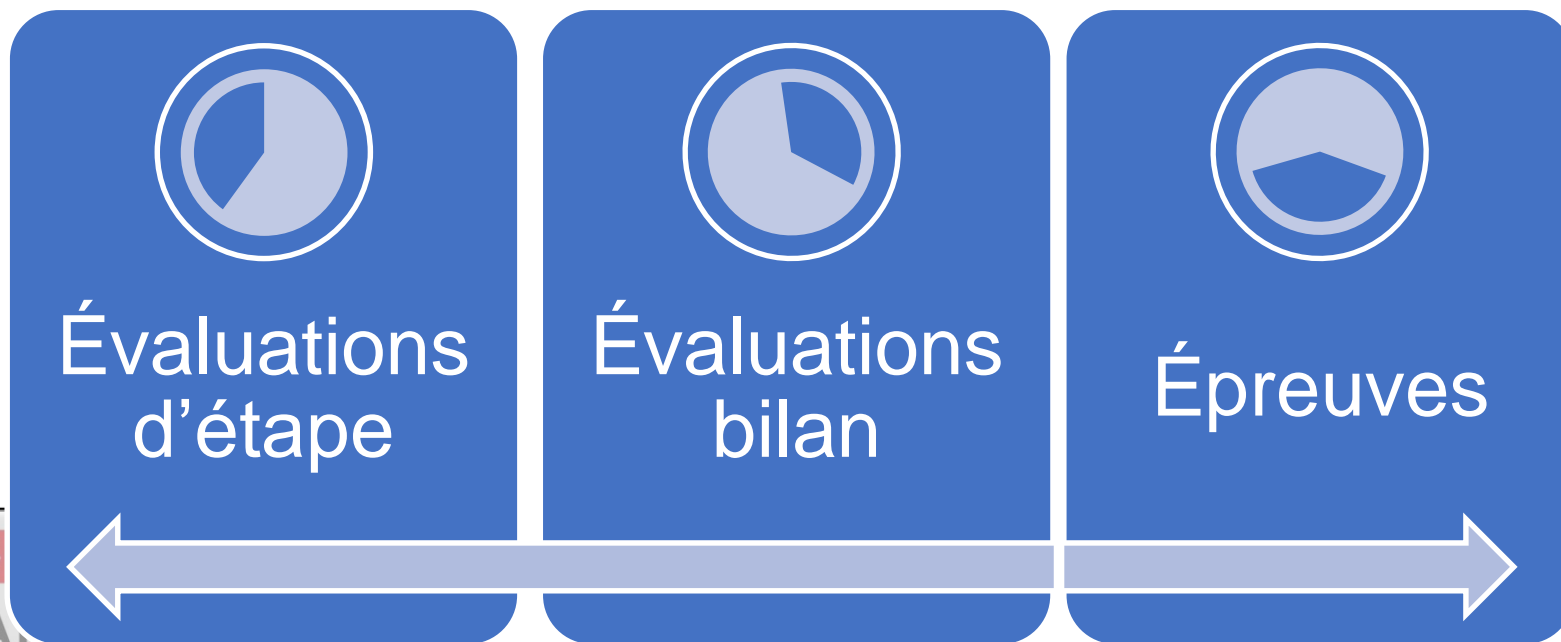 Évaluations
d’étape
Évaluations
bilan
Épreuves